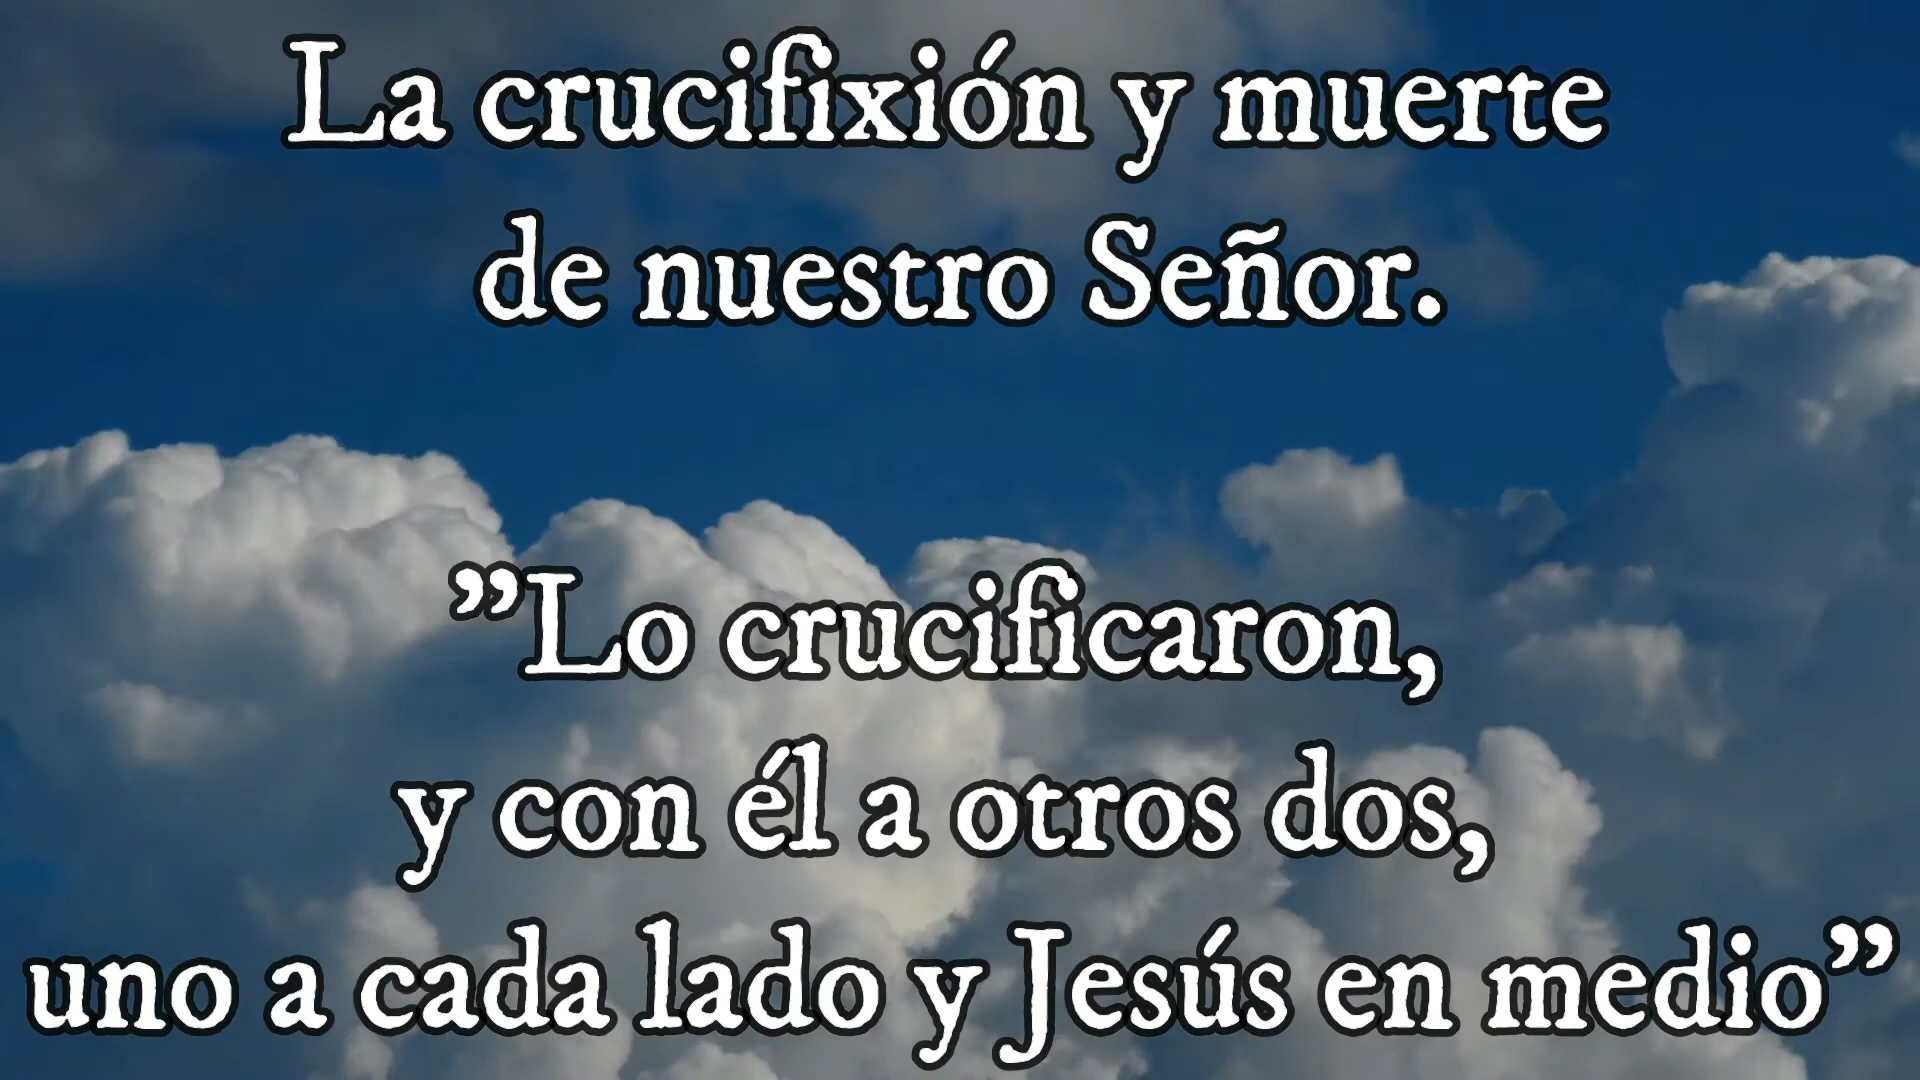 La crucifixión y muerte
de nuestro Señor.
”Lo crucificaron,
y con él a otros dos,
uno a cada lado y Jesús en medio”